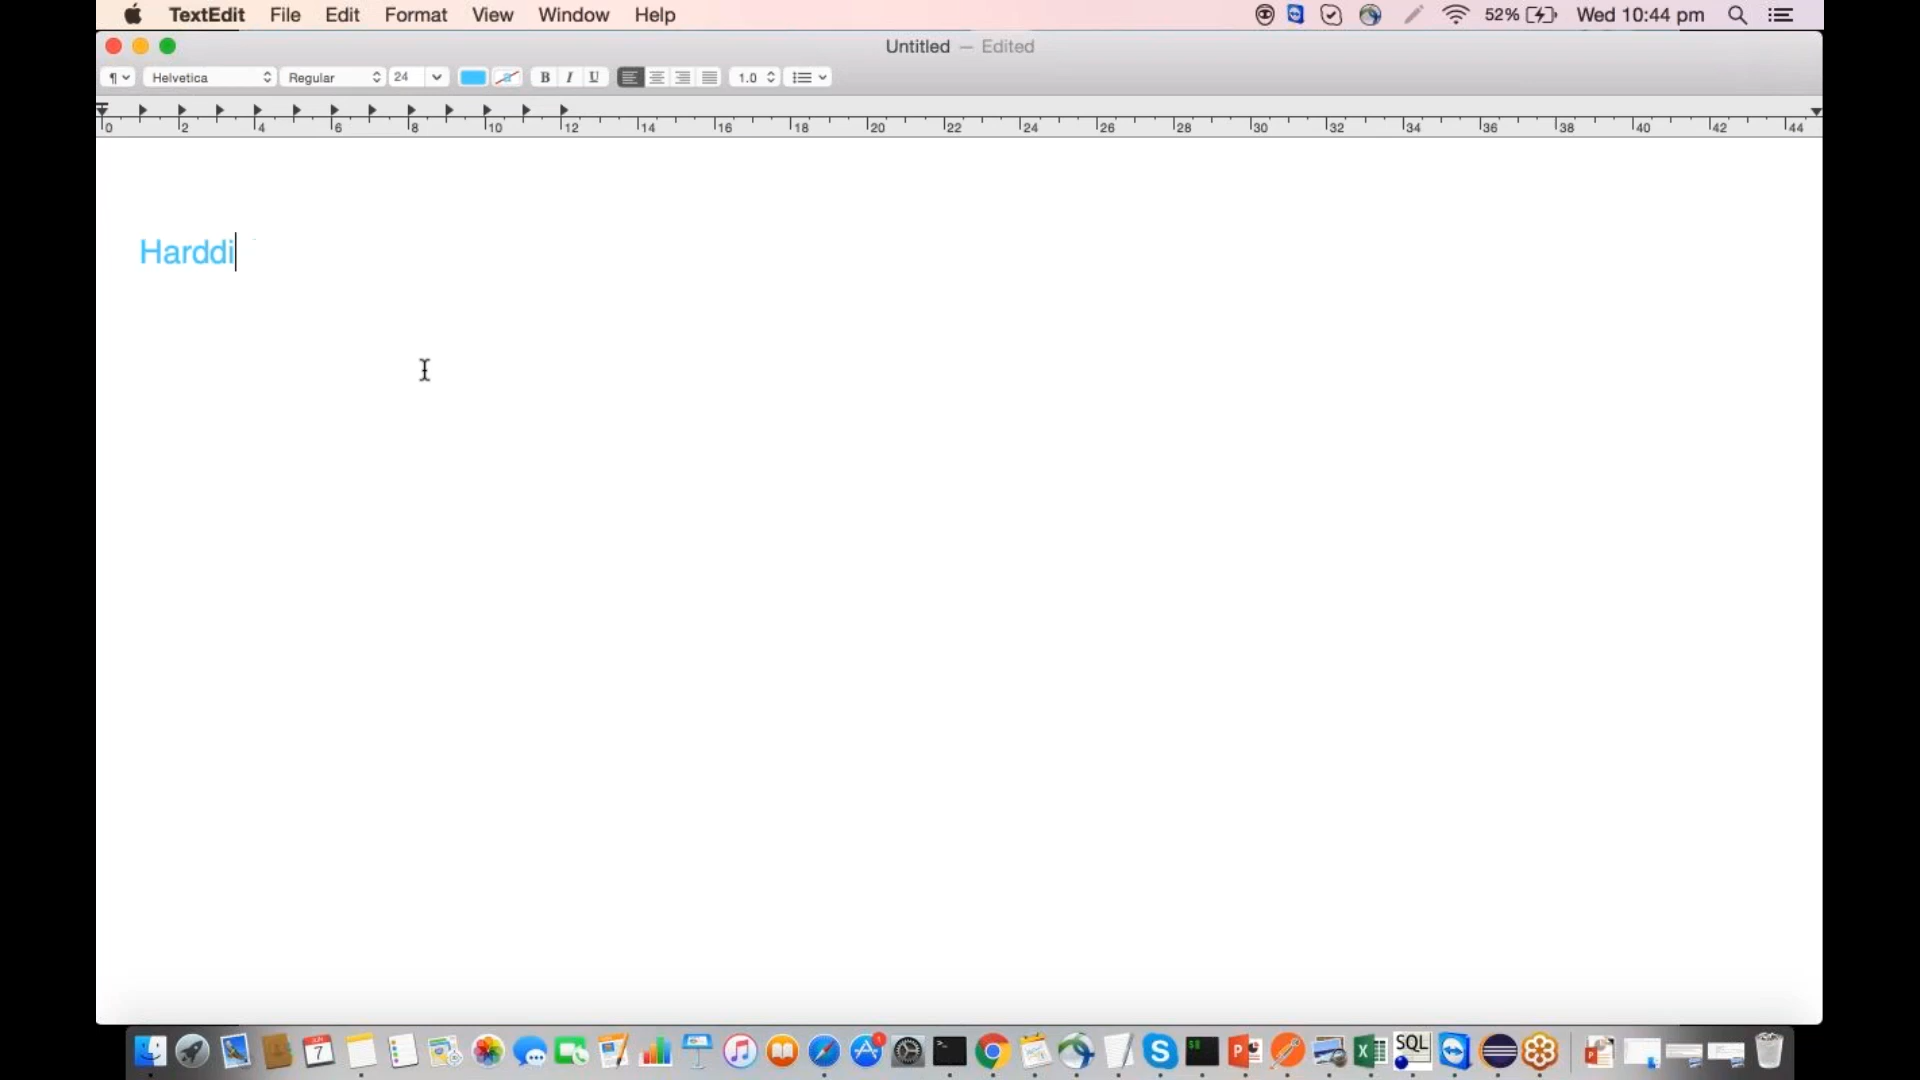 TextEdit File Edit Format View Window Help 52% Wed 10:44 pm
Untitled — Edited
¶ Helvetica Regular 24 a B I U 1.0
0 2 4 6 8 10 12 14 16 18 20 22 24 26 28 30 32 34 36 38 40 42 44
Harddi
7 1 SQL